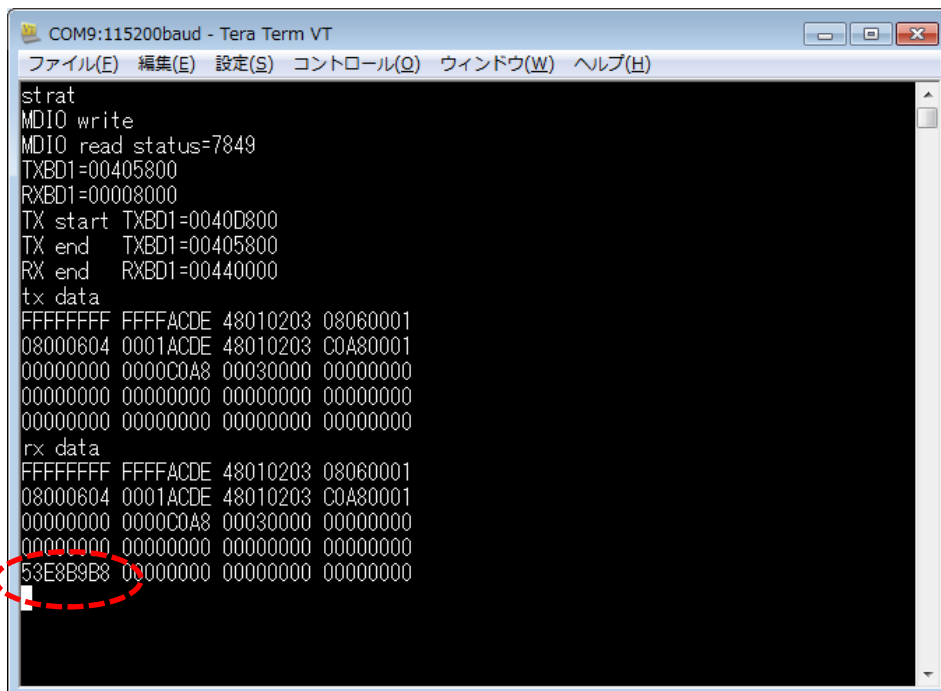 COM9:115200baud - Tera Term VT
ファイル(F) 編集(E) 設定(S) コントロール(O) ウィンドウ(W) ヘルプ(H)
strat
MDIO write
MDIO read status=7849
TXBD1=00405800
RXBD1=00008000
TX start TXBD1=0040D800
TX end   TXBD1=00405800
RX end   RXBD1=00440000
tx data
FFFFFFFF FFFFACDE 48010203 08060001
08000604 0001ACDE 48010203 C0A80001
00000000 0000C0A8 00030000 00000000
00000000 00000000 00000000 00000000
00000000 00000000 00000000 00000000
rx data
FFFFFFFF FFFFACDE 48010203 08060001
08000604 0001ACDE 48010203 C0A80001
00000000 0000C0A8 00030000 00000000
00000000 00000000 00000000 00000000
53E8B9B8 00000000 00000000 00000000